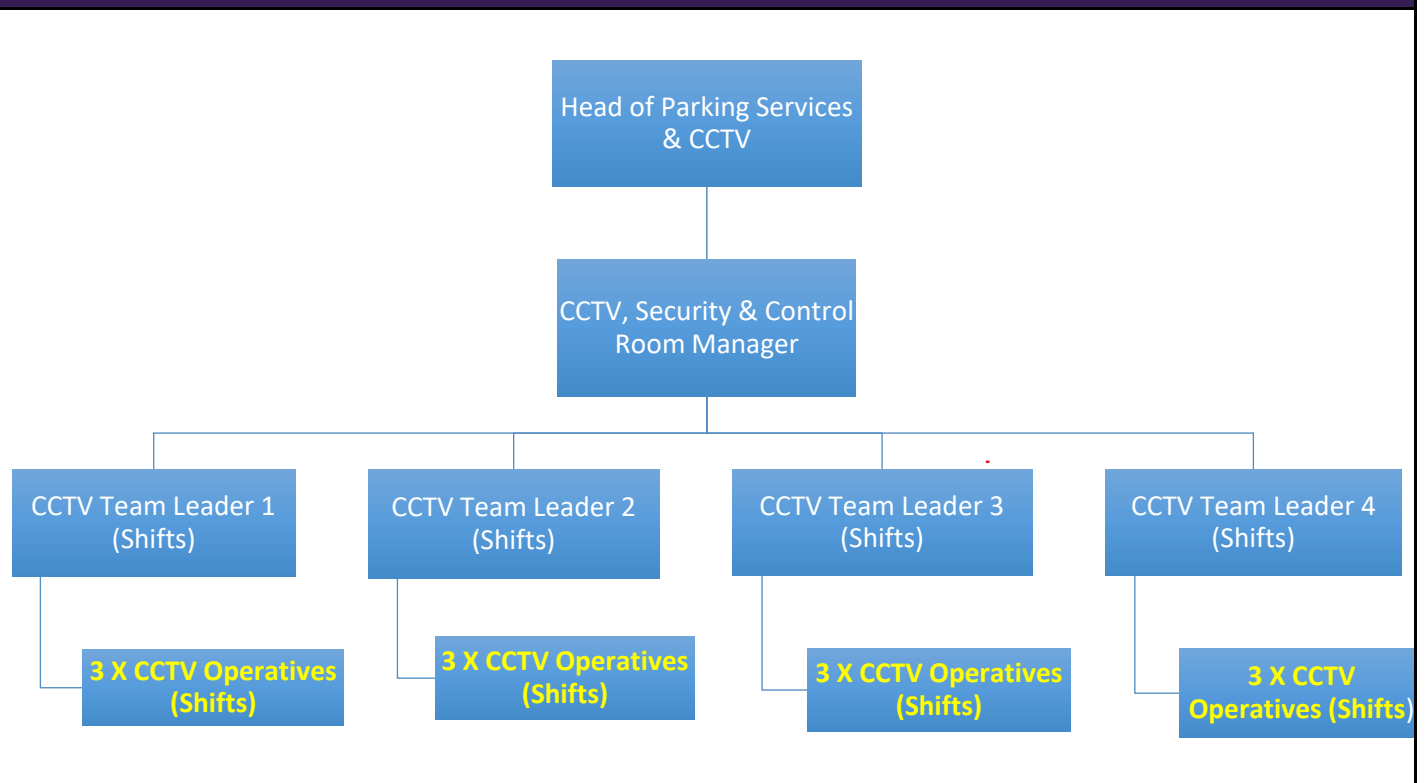 Head of Parking Services
& CCTV
CCTV, Security & Control
Room Manager
CCTV Team Leader 1
(Shifts)
CCTV Team Leader 2
(Shifts)
CCTV Team Leader 3
(Shifts)
CCTV Team Leader 4
(Shifts)
3 X CCTV Operatives
(Shifts)
3 X CCTV Operatives
(Shifts)
3 X CCTV Operatives
(Shifts)
3 X CCTV
Operatives (Shifts)